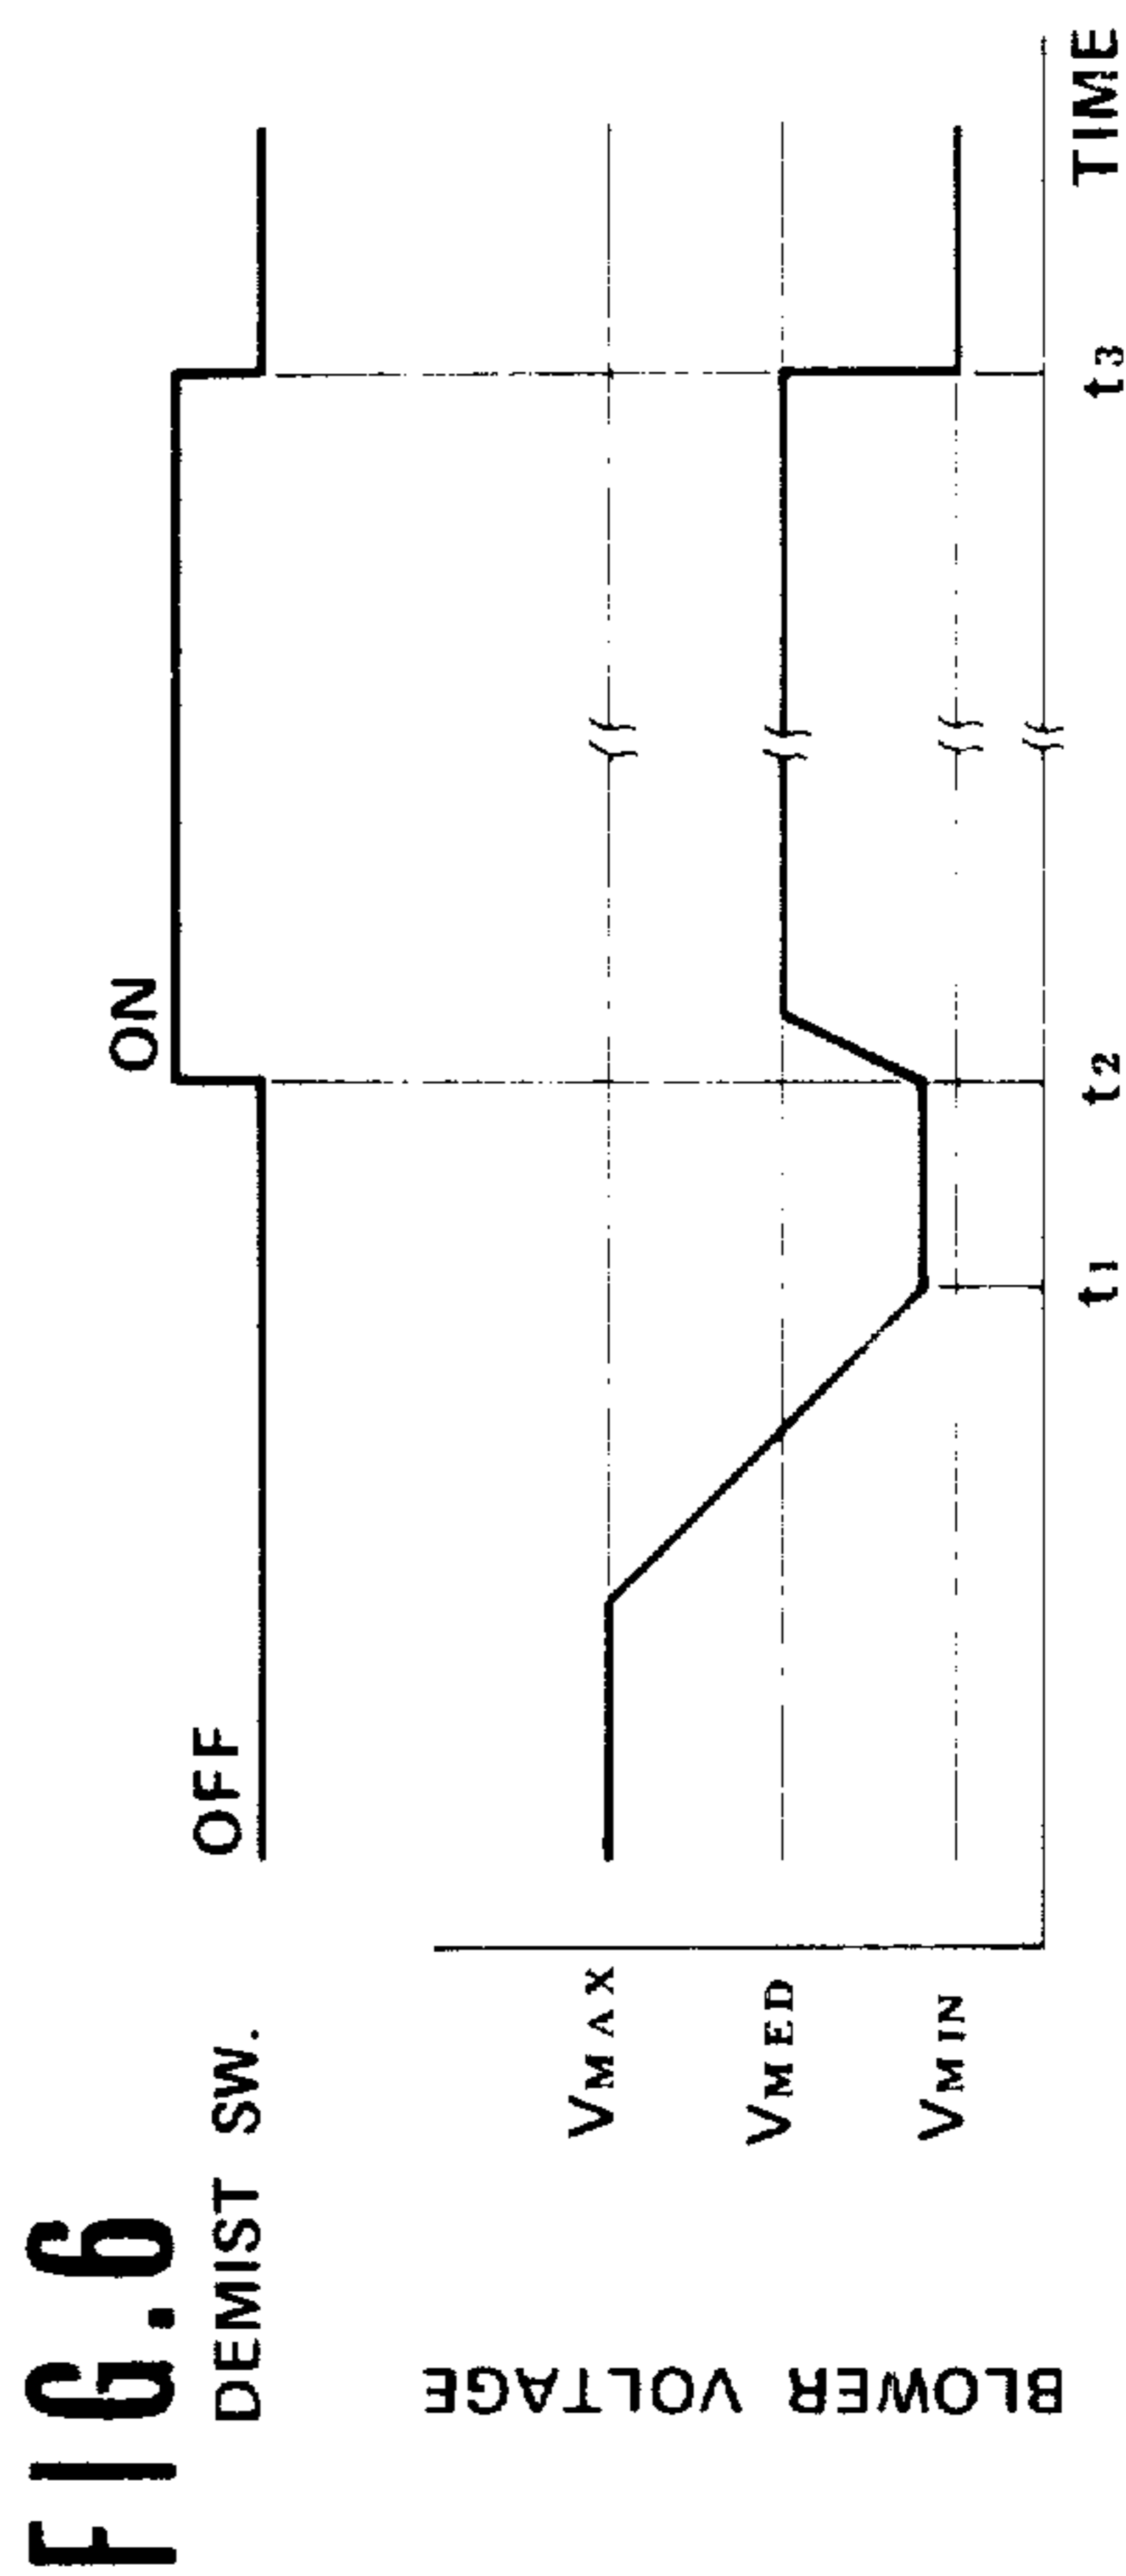 FIG.6
DEMIST SW.
OFF
ON
BLOWER VOLTAGE
VMAX
VMED
VMIN
t1
t2
t3
TIME